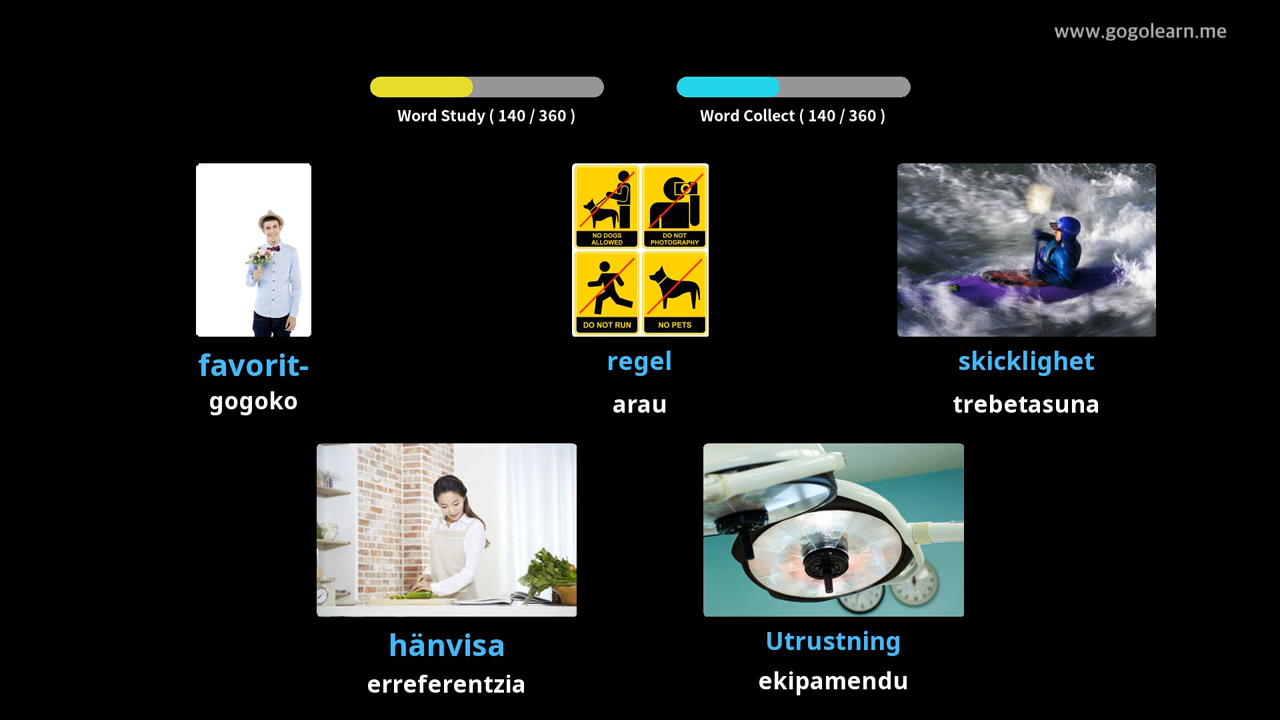 www.gogolearn.me
Word Study ( 140 / 360 )
Word Collect ( 140 / 360 )
NO DOGS
ALLOWED
DO NOT
PHOTOGRAPHY
DO NOT RUN
NO PETS
favorit-
gogoko
regel
arau
skicklighet
trebetasuna
hänvisa
erreferentzia
Utrustning
ekipamendu